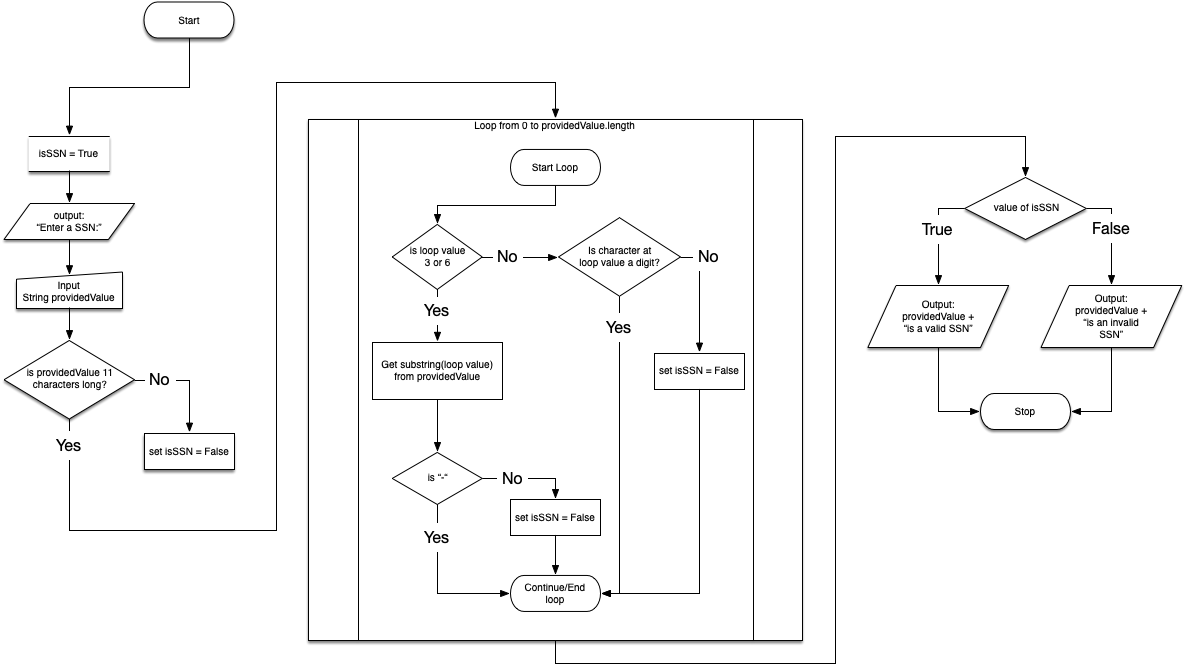 Start
isSSN = True
output:
“Enter a SSN:”
Input
String providedValue
is providedValue 11
characters long?
No
Yes
set isSSN = False
Loop from 0 to providedValue.length
Start Loop
is loop value
3 or 6
No
Is character at
loop value a digit?
No
Yes
Yes
Get substring(loop value)
from providedValue
set isSSN = False
is “-“
No
Yes
set isSSN = False
Continue/End
loop
value of isSSN
True
False
Output:
providedValue +
“is a valid SSN”
Output:
providedValue +
“is an invalid
SSN”
Stop